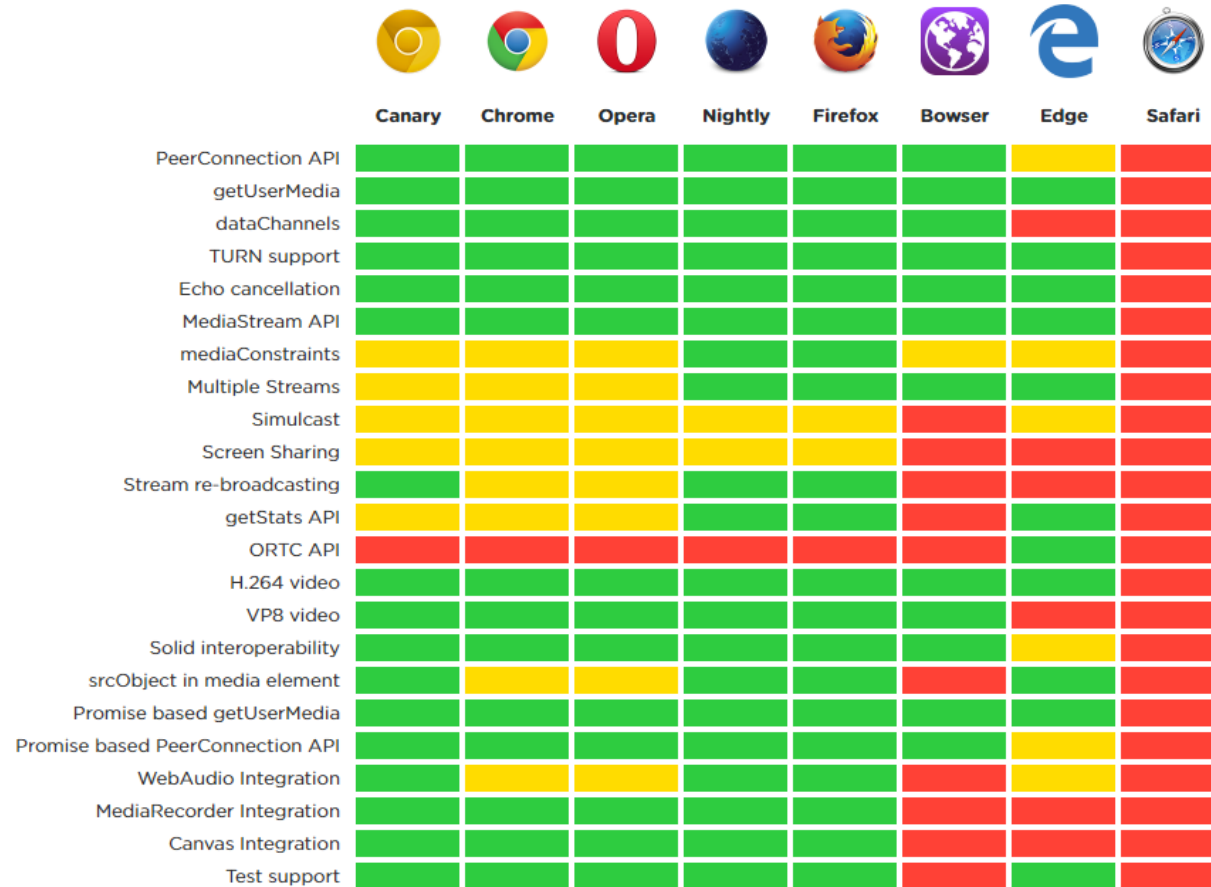 Canary Chrome Opera Nightly Firefox Bowser Edge Safari
PeerConnection API
getUserMedia
dataChannels
TURN support
Echo cancellation
MediaStream API
mediaConstraints
Multiple Streams
Simulcast
Screen Sharing
Stream re-broadcasting
getStats API
ORTC API
H.264 video
VP8 video
Solid interoperability
srcObject in media element
Promise based getUserMedia
Promise based PeerConnection API
WebAudio Integration
MediaRecorder Integration
Canvas Integration
Test support